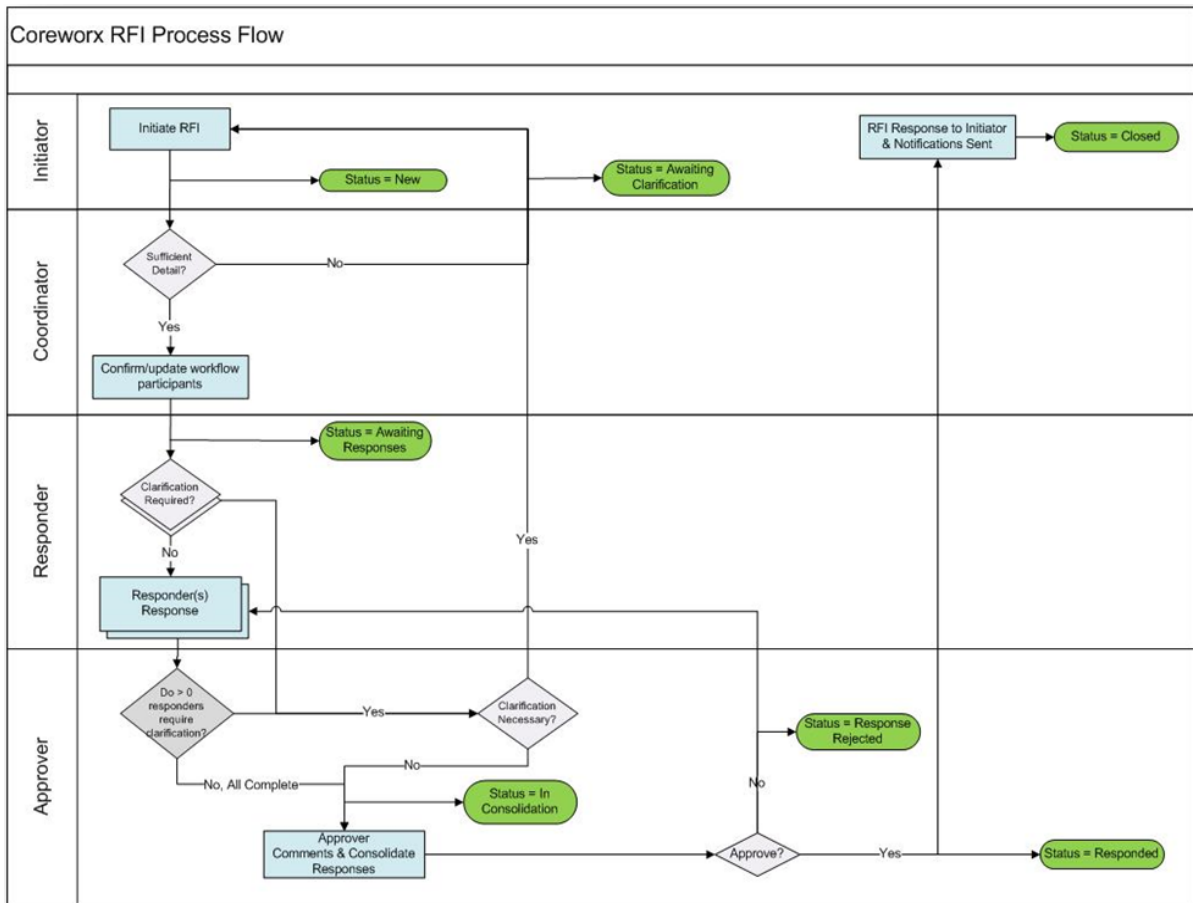 Coreworx RFI Process Flow
Initiator
Initiate RFI
RFI Response to Initiator
& Notifications Sent
Status = Closed
Status = New
Status = Awaiting
Clarification
Coordinator
Sufficient
Detail?
No
Yes
Confirm/update workflow
participants
Responder
Status = Awaiting
Responses
Clarification
Required?
No
Yes
Responder(s)
Response
Approver
Do > 0
responders
require
clarification?
Yes
Clarification
Necessary?
Status = Response
Rejected
No
No, All Complete
No
Status = In
Consolidation
Approver
Comments & Consolidate
Responses
Approve?
Yes
Status = Responded